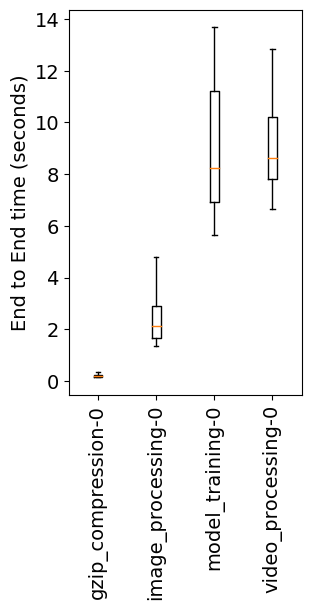 End to End time (seconds)
14
12
10
8
6
4
2
0
gzip_compression-0
image_processing-0
model_training-0
video_processing-0